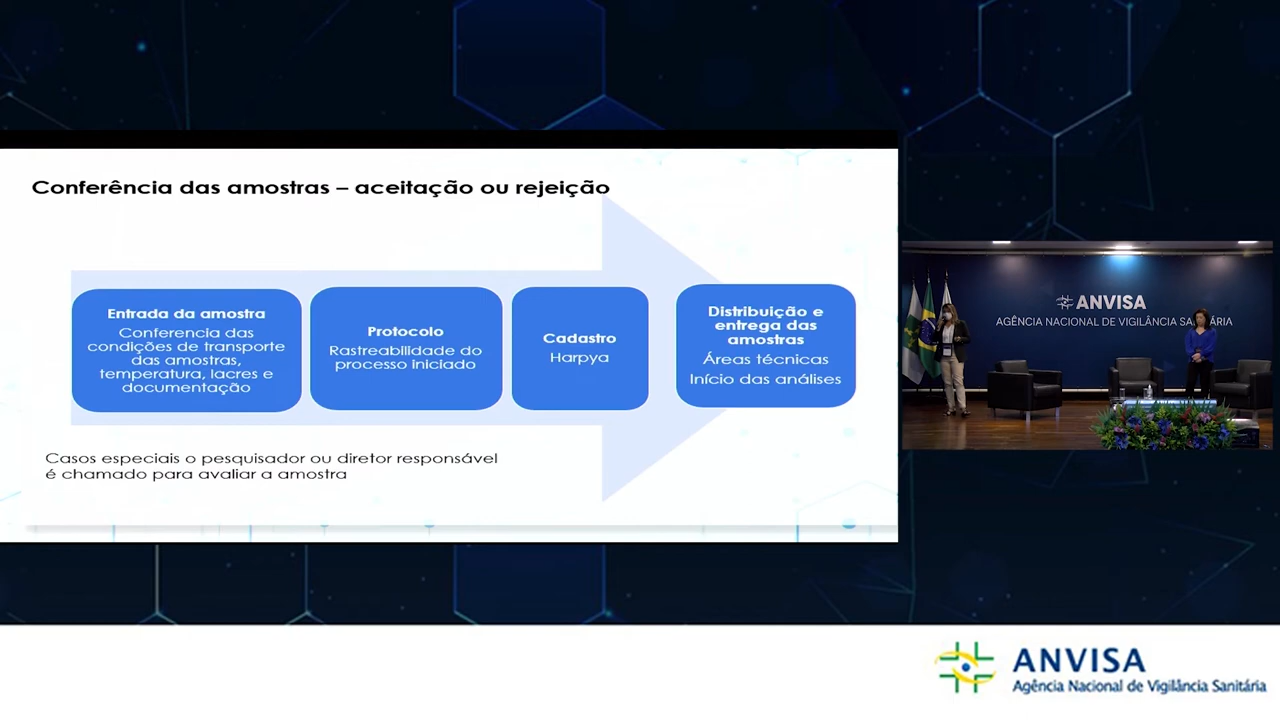 Conferência das amostras – aceitação ou rejeição
Entrada da amostra
Conferencia das
condições de transporte
das amostras,
temperatura, lacres e
documentação
Protocolo
Rastreabilidade do
processo iniciado
Cadastro
Harpya
Distribuição e
entrega das
amostras
Áreas técnicas
Início das análises
Casos especiais o pesquisador ou diretor responsável
é chamado para avaliar a amostra
ANVISA
AGÊNCIA NACIONAL DE VIGILÂNCIA SANITÁRIA
ANVISA
Agência Nacional de Vigilância Sanitária